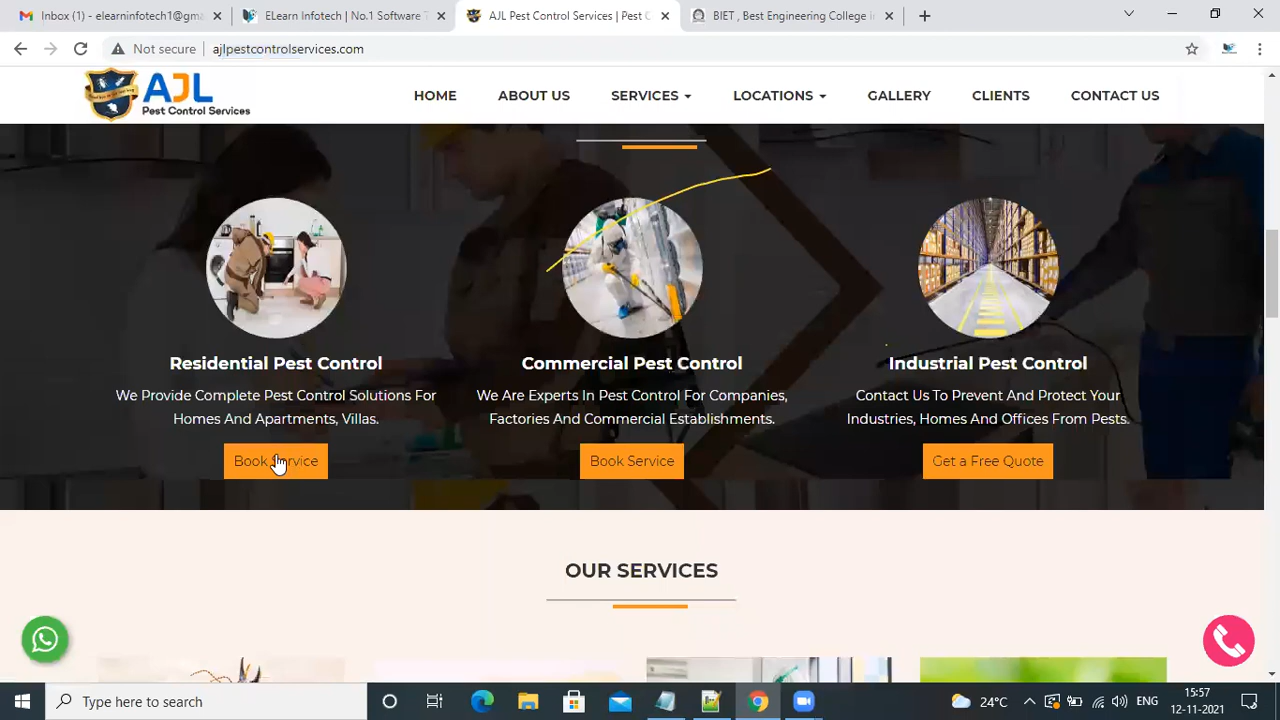 Inbox (1) - elearninfotech1@gma
ELearn Infotech | No.1 Software T
AJL Pest Control Services | Pest C
BIET , Best Engineering College in
Not secure
ajlpestcontrolservices.com
AJL
Pest Control Services
HOME
ABOUT US
SERVICES
LOCATIONS
GALLERY
CLIENTS
CONTACT US
Residential Pest Control
We Provide Complete Pest Control Solutions For
Homes And Apartments, Villas.
Book Service
Commercial Pest Control
We Are Experts In Pest Control For Companies,
Factories And Commercial Establishments.
Book Service
Industrial Pest Control
Contact Us To Prevent And Protect Your
Industries, Homes And Offices From Pests.
Get a Free Quote
OUR SERVICES
Type here to search
24°C
ENG
15:57
12-11-2021